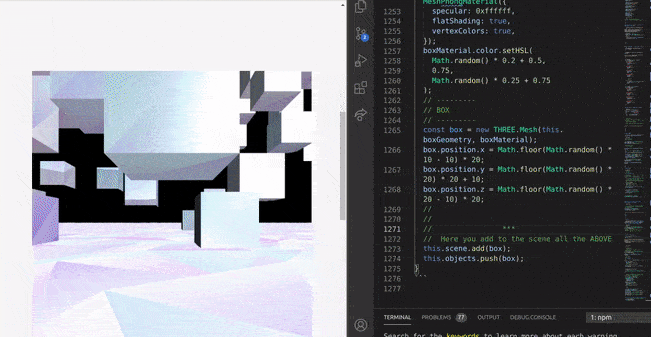 MeshPhongMaterial({
1253 specular: 0xffffff,
1254 flatShading: true,
1255 vertexColors: true,
1256 });
1257 boxMaterial.color.setHSL(
1258 Math.random() * 0.2 + 0.5,
1259 0.75,
1260 Math.random() * 0.25 + 0.75
1261 );
1262 // ---------
1263 // BOX
1264 // ---------
1265 const box = new THREE.Mesh(this.
boxGeometry, boxMaterial);
1266 box.position.x = Math.floor(Math.random() *
10 - 10) * 20;
1267 box.position.y = Math.floor(Math.random() *
20) * 20 + 10;
1268 box.position.z = Math.floor(Math.random() *
20 - 10) * 20;
1269 //
1270 //
1271 // ***
1272 // Here you add to the scene all the ABOVE
1273 this.scene.add(box);
1274 this.objects.push(box);
1275 }
1276 ```
1277
2
TERMINAL PROBLEMS 77 OUTPUT DEBUG CONSOLE 1: npm
Search for the keywords to learn more about each warning.